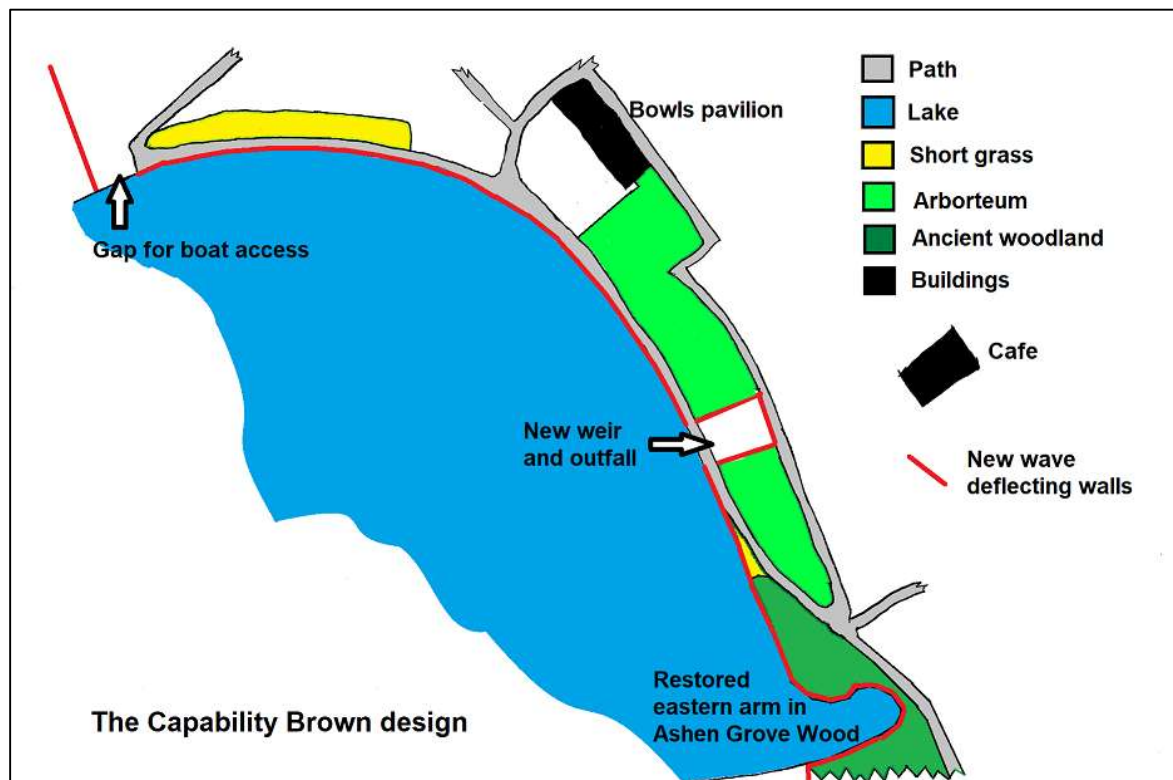 Path
Bowls pavilion
Lake
Short grass
Arborteum
Gap for boat access
Ancient woodland
Buildings
Cafe
New weir
and outfall
New wave
deflecting walls
Restored
eastern arm in
Ashen Grove Wood
The Capability Brown design